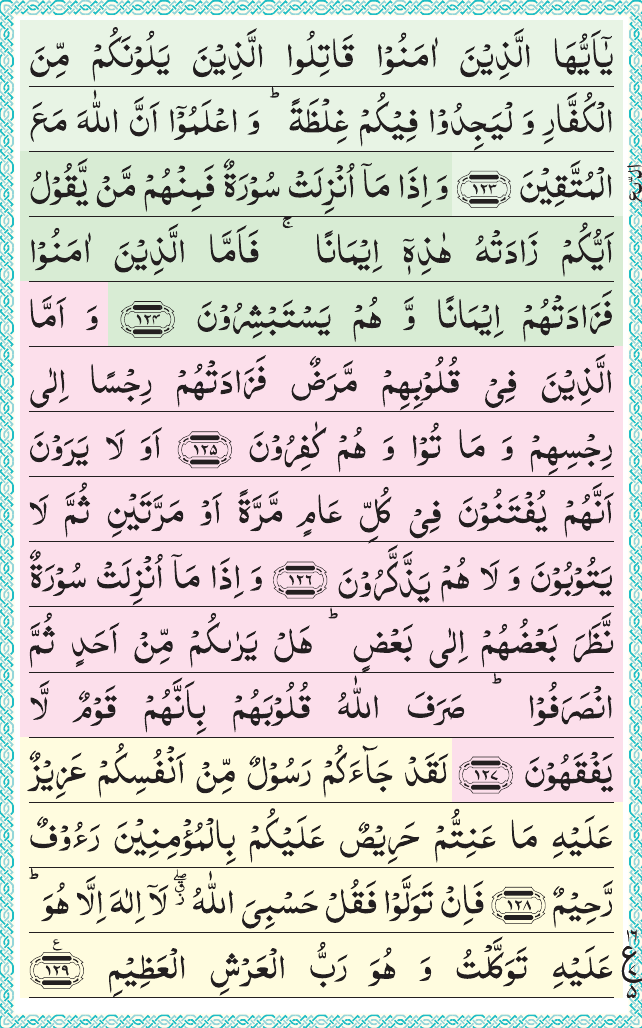 يٰۤاَيُّهَا الَّذِيۡنَ اٰمَنُوۡا قَاتِلُوا الَّذِيۡنَ يَلُوۡنَكُمۡ مِّنَ
الۡكُفَّارِ وَ لۡيَجِدُوۡا فِيۡكُمۡ غِلۡظَةً ؕ وَ اعۡلَمُوۡۤا اَنَّ اللّٰهَ مَعَ
الۡمُتَّقِيۡنَ ﴿۱۲۳﴾ وَ اِذَا مَاۤ اُنۡزِلَتۡ سُوۡرَةٌ فَمِنۡهُمۡ مَّنۡ يَّقُوۡلُ
اَيُّكُمۡ زَادَتۡهُ هٰذِهٖۤ اِيۡمَانًا ۚ فَاَمَّا الَّذِيۡنَ اٰمَنُوۡا
فَزَادَتۡهُمۡ اِيۡمَانًا وَّ هُمۡ يَسۡتَبۡشِرُوۡنَ ﴿۱۲۴﴾ وَ اَمَّا
الَّذِيۡنَ فِىۡ قُلُوۡبِهِمۡ مَّرَضٌ فَزَادَتۡهُمۡ رِجۡسًا اِلٰى
رِجۡسِهِمۡ وَ مَا تُوۡا وَ هُمۡ كٰفِرُوۡنَ ﴿۱۲۵﴾ اَوَ لَا يَرَوۡنَ
اَنَّهُمۡ يُفۡتَنُوۡنَ فِىۡ كُلِّ عَامٍ مَّرَّةً اَوۡ مَرَّتَيۡنِ ثُمَّ لَا
يَتُوۡبُوۡنَ وَ لَا هُمۡ يَذَّكَّرُوۡنَ ﴿۱۲۶﴾ وَ اِذَا مَاۤ اُنۡزِلَتۡ سُوۡرَةٌ
نَّظَرَ بَعۡضُهُمۡ اِلٰى بَعۡضٍ ؕ هَلۡ يَرٰٮكُمۡ مِّنۡ اَحَدٍ ثُمَّ
انْصَرَفُوۡا ؕ صَرَفَ اللّٰهُ قُلُوۡبَهُمۡ بِاَنَّهُمۡ قَوۡمٌ لَّا
يَفۡقَهُوۡنَ ﴿۱۲۷﴾ لَقَدۡ جَآءَكُمۡ رَسُوۡلٌ مِّنۡ اَنۡفُسِكُمۡ عَزِيۡزٌ
عَلَيۡهِ مَا عَنِتُّمۡ حَرِيۡصٌ عَلَيۡكُمۡ بِالۡمُؤۡمِنِيۡنَ رَءُوۡفٌ
رَّحِيۡمٌ ﴿۱۲۸﴾ فَاِنۡ تَوَلَّوۡا فَقُلۡ حَسۡبِىَ اللّٰهُ لَاۤ اِلٰهَ اِلَّا هُوَ ؕ
عَلَيۡهِ تَوَكَّلۡتُ وَ هُوَ رَبُّ الۡعَرۡشِ الۡعَظِيۡمِ ﴿۱۲۹﴾